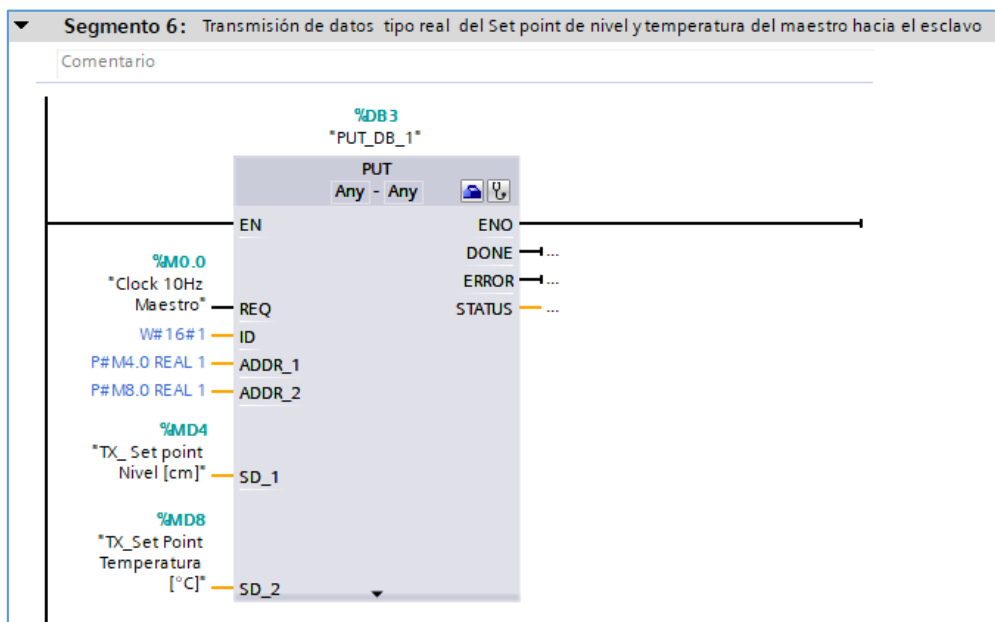 Segmento 6: Transmisión de datos tipo real del Set point de nivel y temperatura del maestro hacia el esclavo
Comentario
%DB3
"PUT_DB_1"
PUT
Any - Any
EN
ENO
DONE
...
ERROR
...
%M0.0
"Clock 10Hz
Maestro"
REQ
STATUS
...
W#16#1
ID
P#M4.0 REAL 1
ADDR_1
P#M8.0 REAL 1
ADDR_2
%MD4
"TX_ Set point
Nivel [cm]"
SD_1
%MD8
"TX_Set Point
Temperatura
[°C]"
SD_2